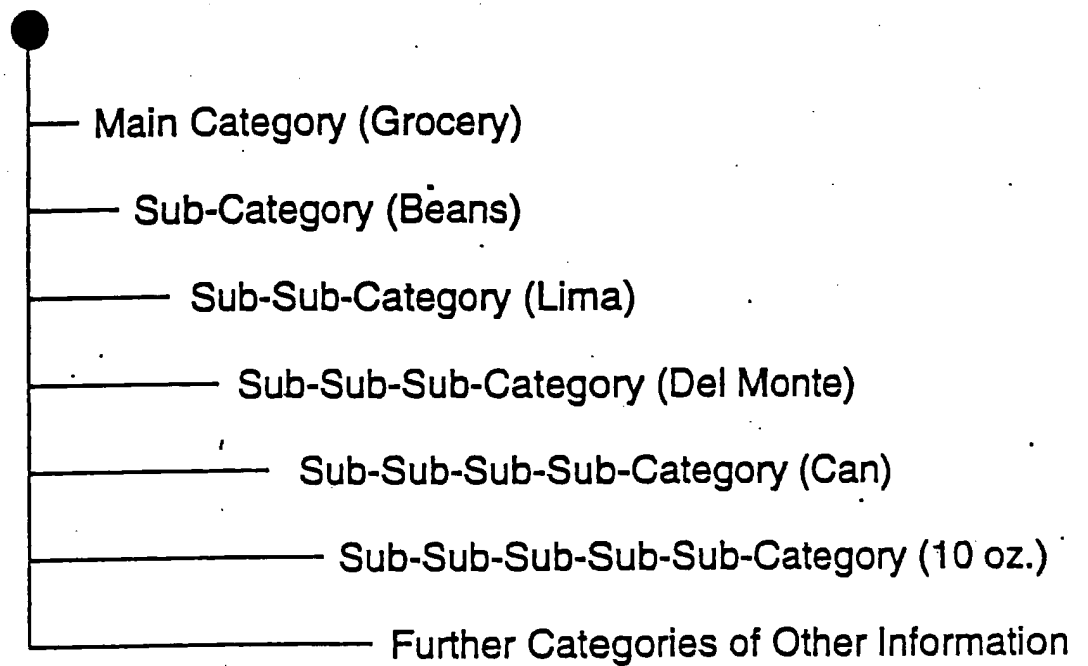 Main Category (Grocery)
Sub-Category (Beans)
Sub-Sub-Category (Lima)
Sub-Sub-Sub-Category (Del Monte)
Sub-Sub-Sub-Sub-Category (Can)
Sub-Sub-Sub-Sub-Sub-Category (10 oz.)
Further Categories of Other Information